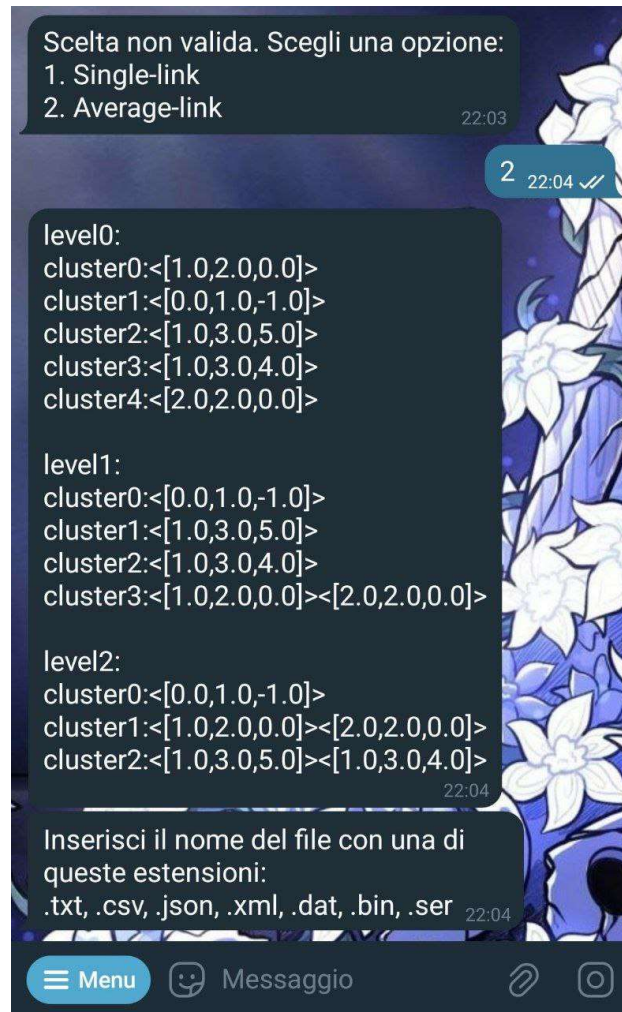 Scelta non valida. Scegli una opzione:
1. Single-link
2. Average-link
22:03
2 22:04
level0:
cluster0:<[1.0,2.0,0.0]>
cluster1:<[0.0,1.0,-1.0]>
cluster2:<[1.0,3.0,5.0]>
cluster3:<[1.0,3.0,4.0]>
cluster4:<[2.0,2.0,0.0]>
level1:
cluster0:<[0.0,1.0,-1.0]>
cluster1:<[1.0,3.0,5.0]>
cluster2:<[1.0,3.0,4.0]>
cluster3:<[1.0,2.0,0.0]><[2.0,2.0,0.0]>
level2:
cluster0:<[0.0,1.0,-1.0]>
cluster1:<[1.0,2.0,0.0]><[2.0,2.0,0.0]>
cluster2:<[1.0,3.0,5.0]><[1.0,3.0,4.0]>
22:04
Inserisci il nome del file con una di
queste estensioni:
.txt, .csv, .json, .xml, .dat, .bin, .ser 22:04
Menu Messaggio